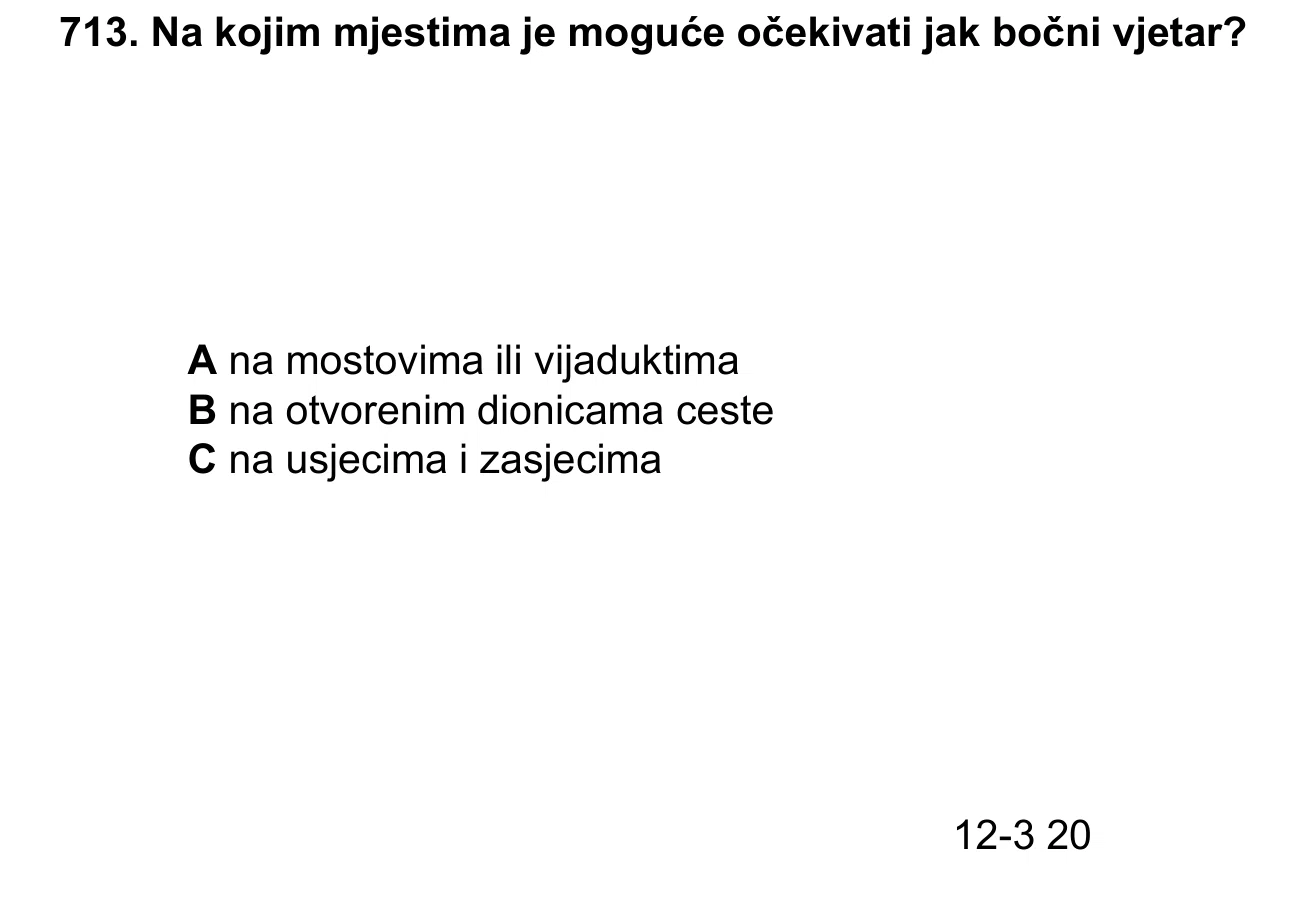 713. Na kojim mjestima je moguće očekivati jak bočni vjetar?
A na mostovima ili vijaduktima
B na otvorenim dionicama ceste
C na usjecima i zasjecima
12-3 20